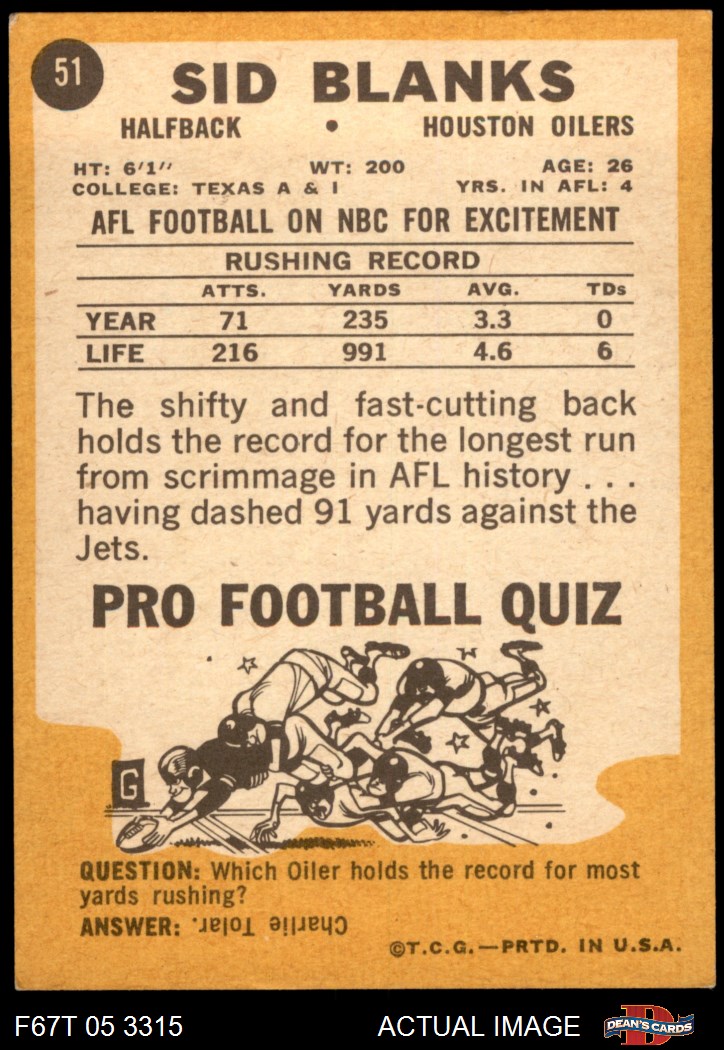 51
SID BLANKS
HALFBACK • HOUSTON OILERS
HT: 6'1" WT: 200 AGE: 26
COLLEGE: TEXAS A & I YRS. IN AFL: 4
AFL FOOTBALL ON NBC FOR EXCITEMENT
RUSHING RECORD
ATTS. YARDS AVG. TDs
YEAR 71 235 3.3 0
LIFE 216 991 4.6 6
The shifty and fast-cutting back
holds the record for the longest run
from scrimmage in AFL history . . .
having dashed 91 yards against the
Jets.
PRO FOOTBALL QUIZ
G
QUESTION: Which Oiler holds the record for most
yards rushing?
ANSWER: Charlie Tolar.
©T.C.G.—PRTD. IN U.S.A.
F67T 05 3315 ACTUAL IMAGE D DEAN'S CARDS